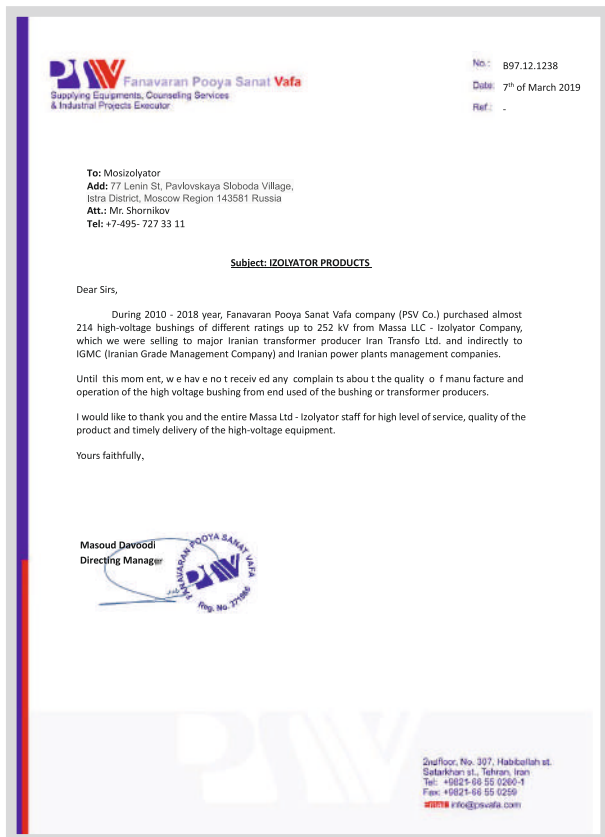 PSV Fanavaran Pooya Sanat Vafa
Supplying Equipments, Counseling Services
& Industrial Projects Executor
No.: B97.12.1238
Date: 7th of March 2019
Ref.: -
To: Mosizolyator
Add: 77 Lenin St, Pavlovskaya Sloboda Village,
Istra District, Moscow Region 143581 Russia
Att.: Mr. Shornikov
Tel: +7-495- 727 33 11
Subject: IZOLYATOR PRODUCTS
Dear Sirs,
During 2010 - 2018 year, Fanavaran Pooya Sanat Vafa company (PSV Co.) purchased almost
214 high-voltage bushings of different ratings up to 252 kV from Massa LLC - Izolyator Company,
which we were selling to major Iranian transformer producer Iran Transfo Ltd. and indirectly to
IGMC (Iranian Grade Management Company) and Iranian power plants management companies.
Until this mom ent, w e hav e no t receiv ed any complain ts abou t the quality o f manu facture and
operation of the high voltage bushing from end used of the bushing or transformer producers.
I would like to thank you and the entire Massa Ltd - Izolyator staff for high level of service, quality of the
product and timely delivery of the high-voltage equipment.
Yours faithfully,
Masoud Davoodi
Directing Manager
FANAVARAN POOYA SANAT VAFA
PSV
Reg. No.
2ndfloor, No. 307, Habiballah st.
Satarkhan st., Tehran, Iran
Tel: +9821-66 55 0260-1
Fax: +9821-66 55 0259
info@psvafa.com